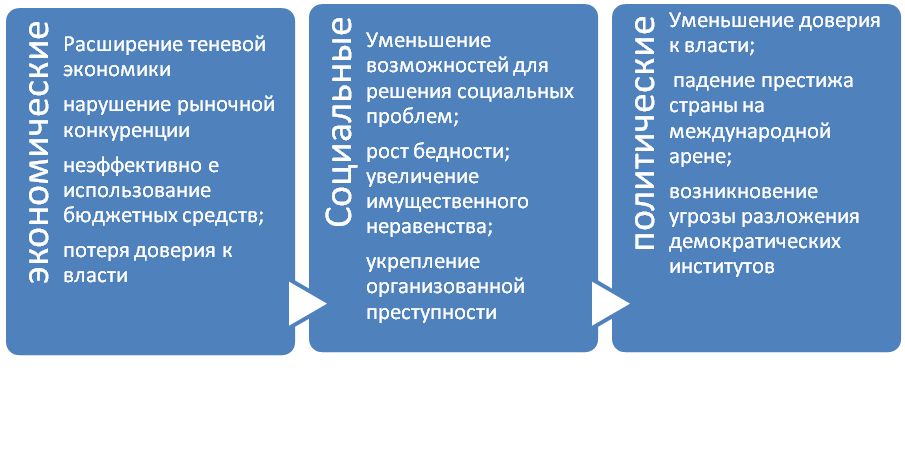 экономические
Расширение теневой
экономики
нарушение рыночной
конкуренции
неэффективно е
использование
бюджетных средств;
потеря доверия к
власти
Социальные
Уменьшение
возможностей для
решения социальных
проблем;
рост бедности;
увеличение
имущественного
неравенства;
укрепление
организованной
преступности
политические
Уменьшение доверия
к власти;
падение престижа
страны на
международной
арене;
возникновение
угрозы разложения
демократических
институтов